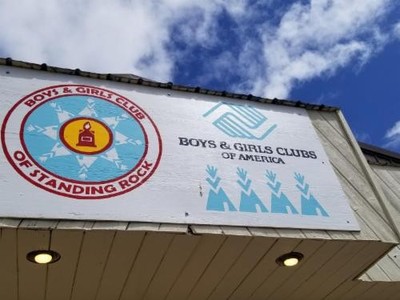 BOYS & GIRLS CLUB
OF STANDING ROCK
BOYS & GIRLS CLUBS
OF AMERICA